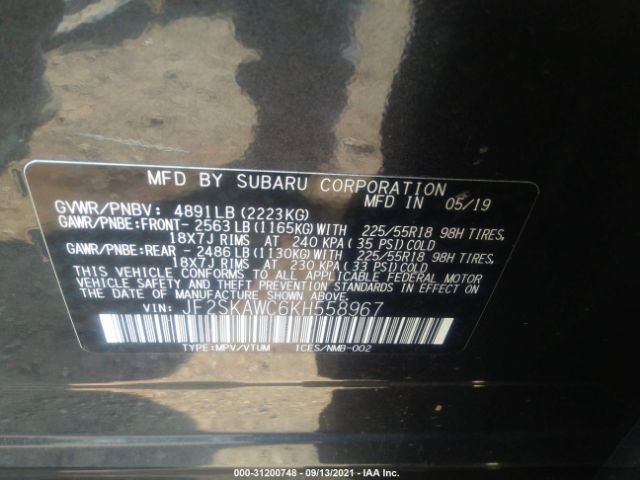 MFD BY SUBARU CORPORATION MFD IN 05/19
GVWR/PNBV: 4891LB (2223KG)
GAWR/PNBE:FRONT- 2563LB (1165KG) 225/55R18 98H TIRES,
18X7J RIMS AT 240 KPA (35 PSI) COLD
GAWR/PNBE:REAR - 2486LB (1130KG) 225/55R18 98H TIRES,
18X7J RIMS AT 230 KPA (33 PSI) COLD
THIS VEHICLE CONFORMS TO ALL APPLICABLE FEDERAL MOTOR
VEHICLE SAFETY AND THEFT PREVENTION STANDARDS IN EFFECT
ON THE DATE OF MANUFACTURE SHOWN ABOVE.
VIN: JF2SKAWC6KH558967
TYPE:MPV/VTUM ICES/NMB-002
000-31200748 - 09/13/2021 - IAA Inc.